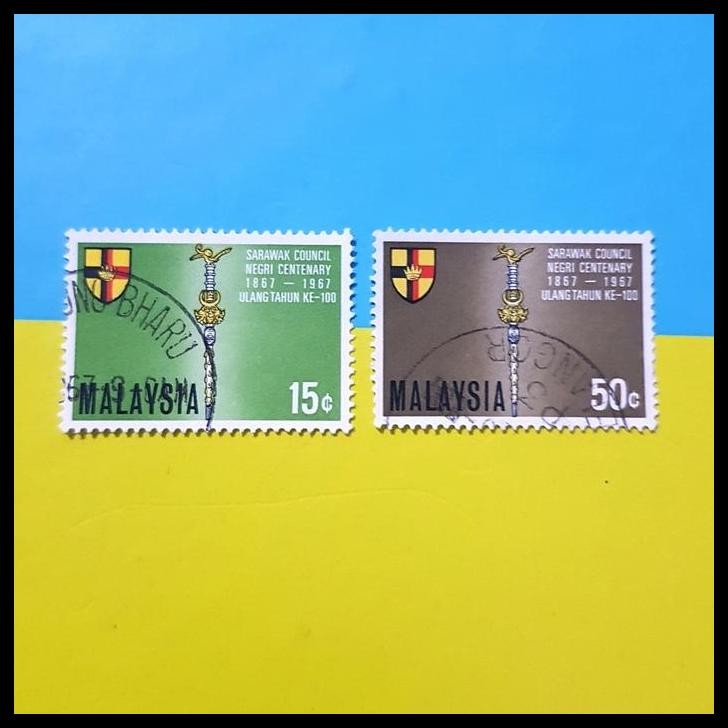 SARAWAK COUNCIL
NEGRI CENTENARY
1867 — 1967
ULANG TAHUN KE-100
MALAYSIA
15¢
BHARU
SARAWAK COUNCIL
NEGRI CENTENARY
1867 — 1967
ULANG TAHUN KE-100
MALAYSIA
50¢